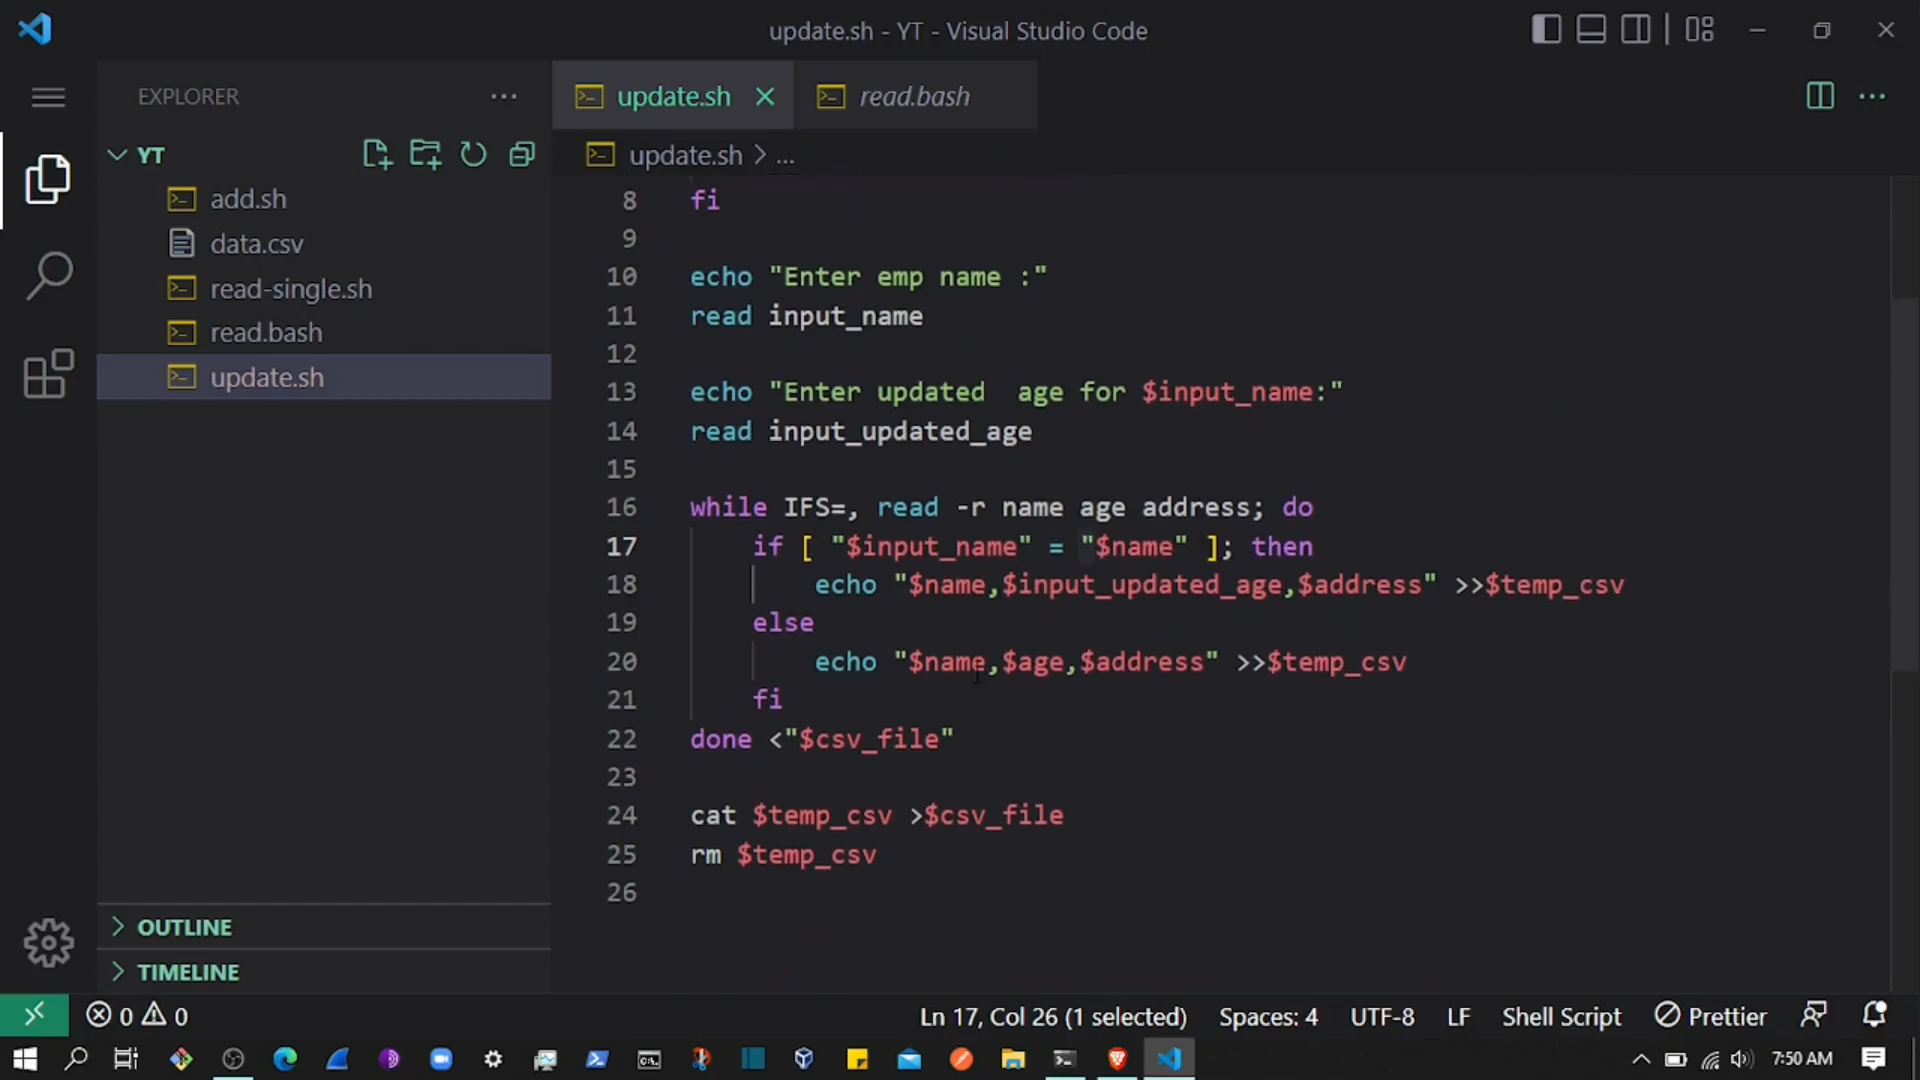 update.sh - YT - Visual Studio Code
EXPLORER
update.sh
read.bash
YT
update.sh > ...
add.sh
data.csv
read-single.sh
read.bash
update.sh
8 fi
9
10 echo "Enter emp name :"
11 read input_name
12
13 echo "Enter updated  age for $input_name:"
14 read input_updated_age
15
16 while IFS=, read -r name age address; do
17     if [ "$input_name" = "$name" ]; then
18         echo "$name,$input_updated_age,$address" >>$temp_csv
19     else
20         echo "$name,$age,$address" >>$temp_csv
21     fi
22 done <"$csv_file"
23
24 cat $temp_csv >$csv_file
25 rm $temp_csv
26
OUTLINE
TIMELINE
0 0 Ln 17, Col 26 (1 selected) Spaces: 4 UTF-8 LF Shell Script Prettier
7:50 AM